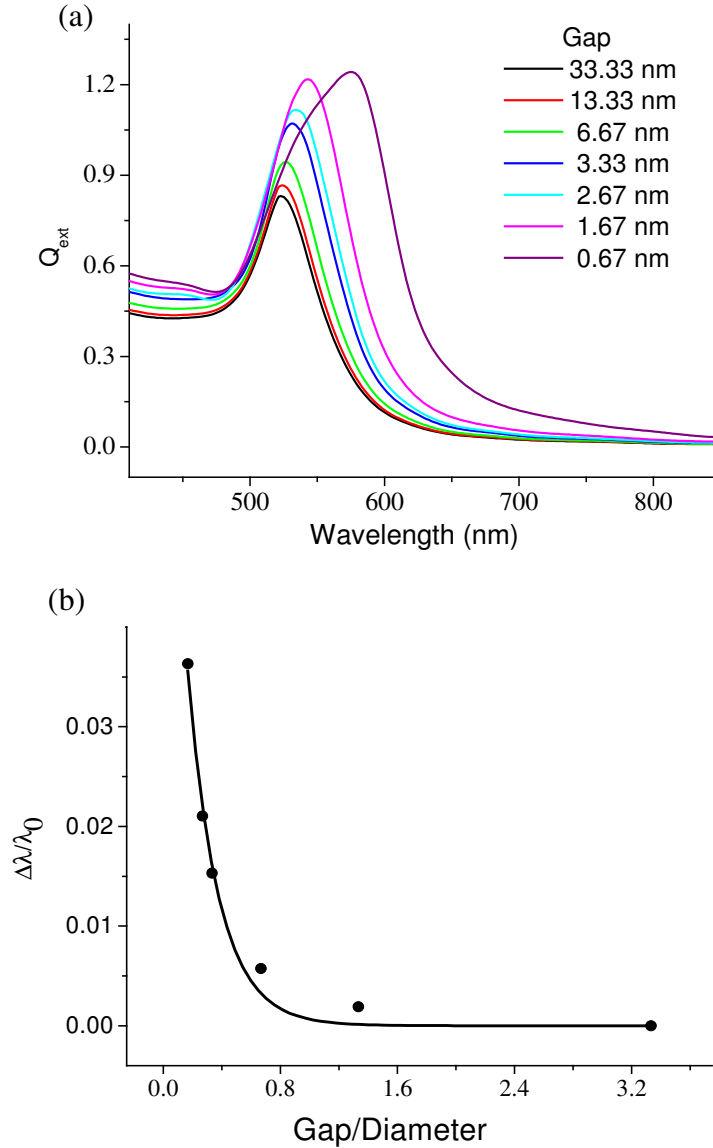 (a)
Gap
33.33 nm
13.33 nm
6.67 nm
3.33 nm
2.67 nm
1.67 nm
0.67 nm
1.2
0.9
0.6
0.3
0.0
Qext
500 600 700 800
Wavelength (nm)
(b)
0.03
0.02
0.01
0.00
Δλ/λ0
0.0 0.8 1.6 2.4 3.2
Gap/Diameter